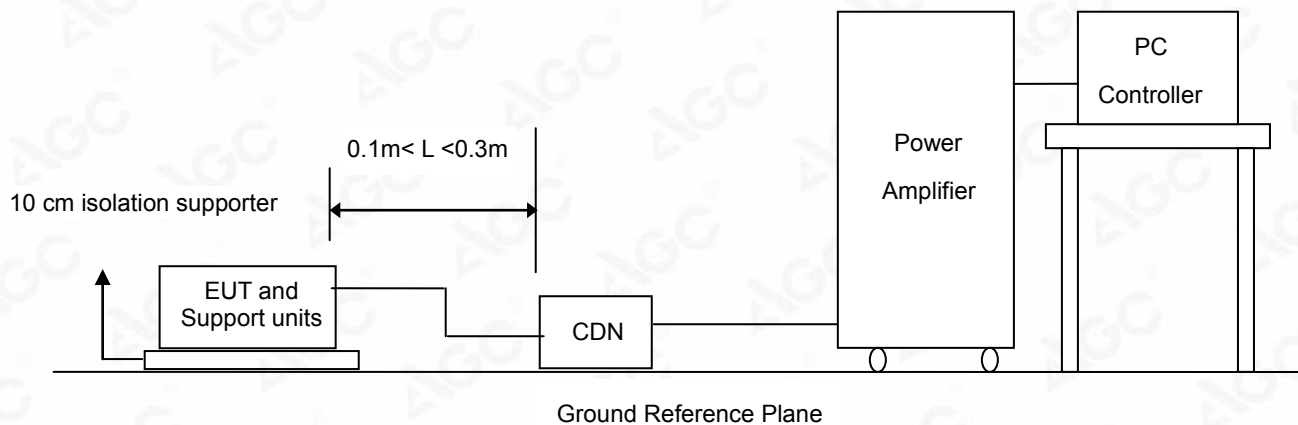 PC
Controller
0.1m< L <0.3m
Power
Amplifier
10 cm isolation supporter
EUT and
Support units
CDN
Ground Reference Plane
AGC